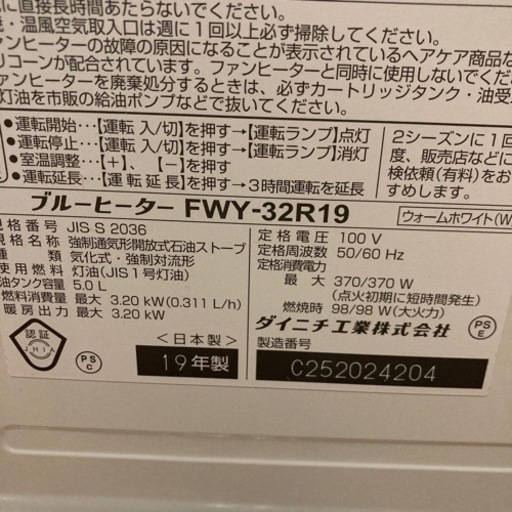 に直接長時間あたらないでください。
・温風空気取入口は週に1回以上必ず掃除してください。
ァンヒーターの故障の原因になることが表示されているヘアケア商品な
リコーンが配合されています。ファンヒーターと同時に使用しないでくだ
ァンヒーターを廃棄処分するときは、必ずカートリッジタンク・油受
灯油を市販の給油ポンプなどで抜いてください。
●運転開始…【運転 入/切】を押す→【運転ランプ】点灯
●運転停止…【運転 入/切】を押す→【運転ランプ】消灯
●室温調整…【+】、【-】を押す
●運転延長…【運転延長】を押す→3時間運転を延長
2シーズンに1回
度、販売店などに
検依頼(有料)をお
すすめします。
ブルーヒーター FWY-32R19
ウォームホワイト(W
格番号 JIS S 2036
格名称 強制通気形開放式石油ストーブ
式 気化式・強制対流形
使用燃料 灯油(JIS1号灯油)
油タンク容量 5.0L
燃料消費量 最大 3.20 kW(0.311 L/h)
暖房出力 最大 3.20 kW
定格電圧 100 V
定格周波数 50/60 Hz
定格消費電力
最大 370/370 W
(点火初期に短時間発生)
燃焼時 98/98 W(大火力)
ダイニチ工業株式会社
PS
E
認証
JHIA
PS
C
<日本製>
19年製
製造番号
C252024204